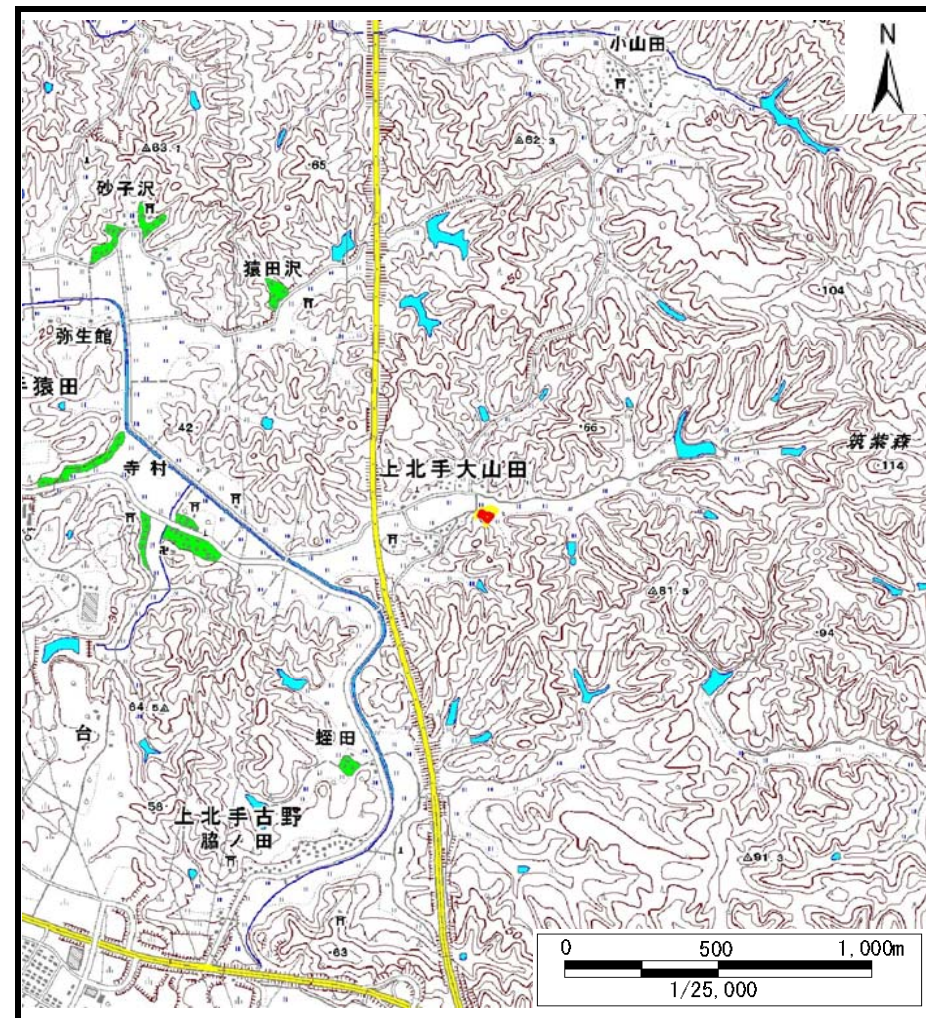 小山田
N
△62.3
△63.1
・65
砂子沢
猿田沢
・104
弥生館
猿田
・42
・66
筑紫森
・114
上北手大山田
寺村
△81.5
・94
64.5△
台
蛭田
・58
上北手古野
脇ノ田
△91.3
・63
0 500 1,000m
1/25,000